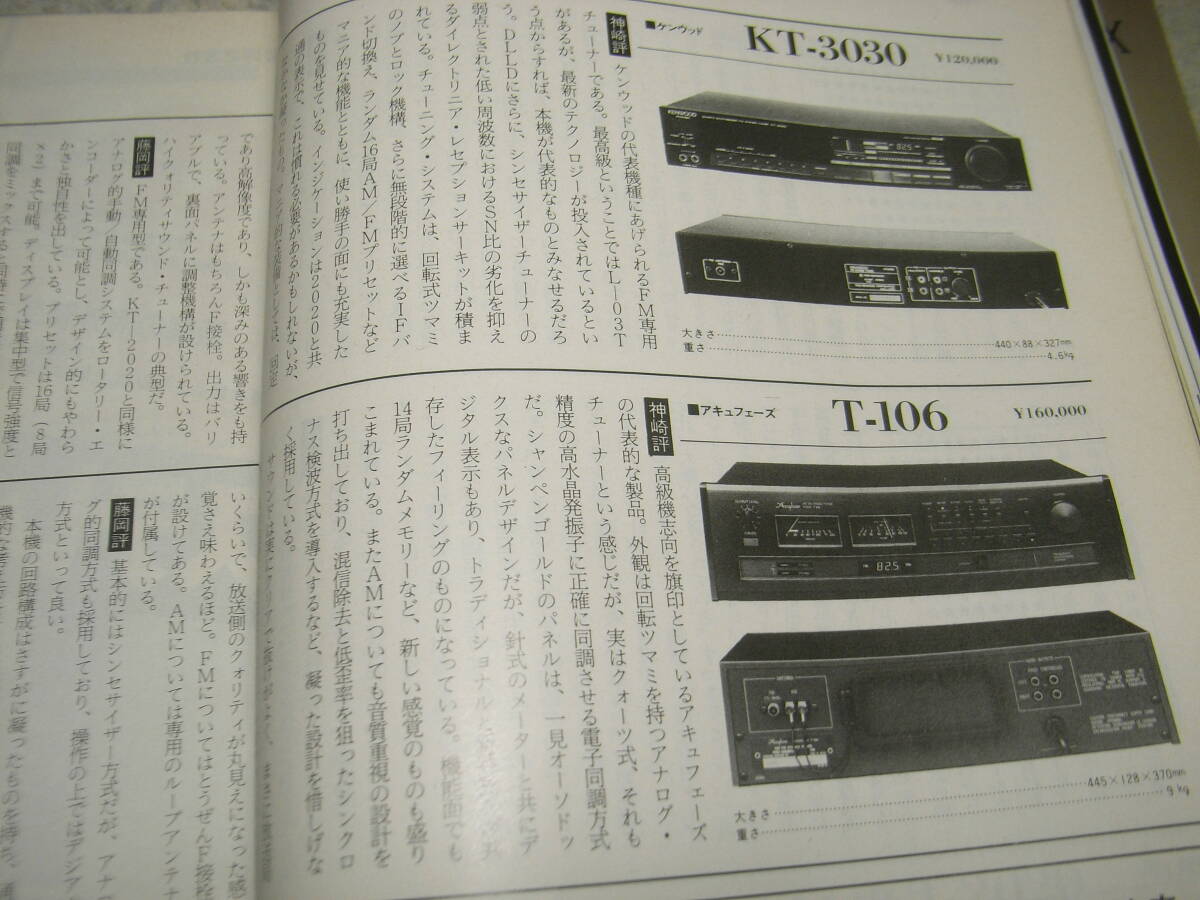 ■ケンウッド
KT-3030
¥120,000
神崎評 ケンウッドの代表機種にあげられるFM専用
チューナーである。最高級ということではL―03T
があるが、最新のテクノロジーが投入されているとい
う点からすれば、本機が代表的なものとみなせるだろ
う。DLLDにさらに、シンセサイザーチューナーの
弱点とされた低い周波数におけるSN比の劣化を抑え
るダイレクトリニア・レセプションサーキットが積ま
れている。チューニング・システムは、回転式ツマミ
のノブとロック機構、さらに無段階的に選べるIFバ
ンド切換え、ランダム16局AM/FMプリセットなど
マニア的な機能とともに、使い勝手の面にも充実した
ものを見せている。インジケーションは2020と共
通の表示で、これは慣れる必要があるかもしれないが、
KENWOOD
82.5
大きさ 440×88×327mm
重さ 4.6kg
であり高解像度であり、しかも深みのある響きをも持
っている。アンテナはもちろんF接栓。出力はバリ
アブルで、裏面パネルに調整機構が設けられている。
ハイクォリティサウンド・チューナーの典型だ。
藤岡評 FM専用型である。KT―2020と同様に
アナログ的手動/自動同調システムをロータリー・エ
ンコーダーによって可能とし、デザイン的にもやわら
かさと独自性を出している。プリセットは16局(8局
×2)まで可能。ディスプレイは集中型で信号強度と
■アキュフェーズ
T-106
¥160,000
神崎評 高級機志向を旗印としているアキュフェーズ
の代表的な製品。外観は回転ツマミを持つアナログ・
チューナーという感じだが、実はクォーツ式、それも
精度の高水晶発振子に正確に同調させる電子同調方式
だ。シャンペンゴールドのパネルは、一見オーソドッ
クスなパネルデザインだが、針式のメーターと共にデ
ジタル表示もあり、トラディショナルと
存したフィーリングのものになっている。機能面でも
14局ランダムメモリーなど、新しい感覚のものも盛り
こまれている。またAMについても音質重視の設計を
打ち出しており、混信除去と低歪率を狙ったシンクロ
ナス検波方式を導入するなど、凝った設計を惜しげな
く採用している。
Accuphase
82.5
大きさ 445×128×370mm
重さ 9kg
いくらいで、放送側のクォリティが丸見えになった感
覚さえ味わえるほど。FMについてはとうぜんF接栓
が設けてある。AMについては専用のループアンテナ
が付属している。
藤岡評 基本的にはシンセサイザー方式だが、アナロ
グ的同調方式も採用しており、操作の上ではデジア
方式といって良い。
本機の回路構成はさすがに凝ったものを持ち、